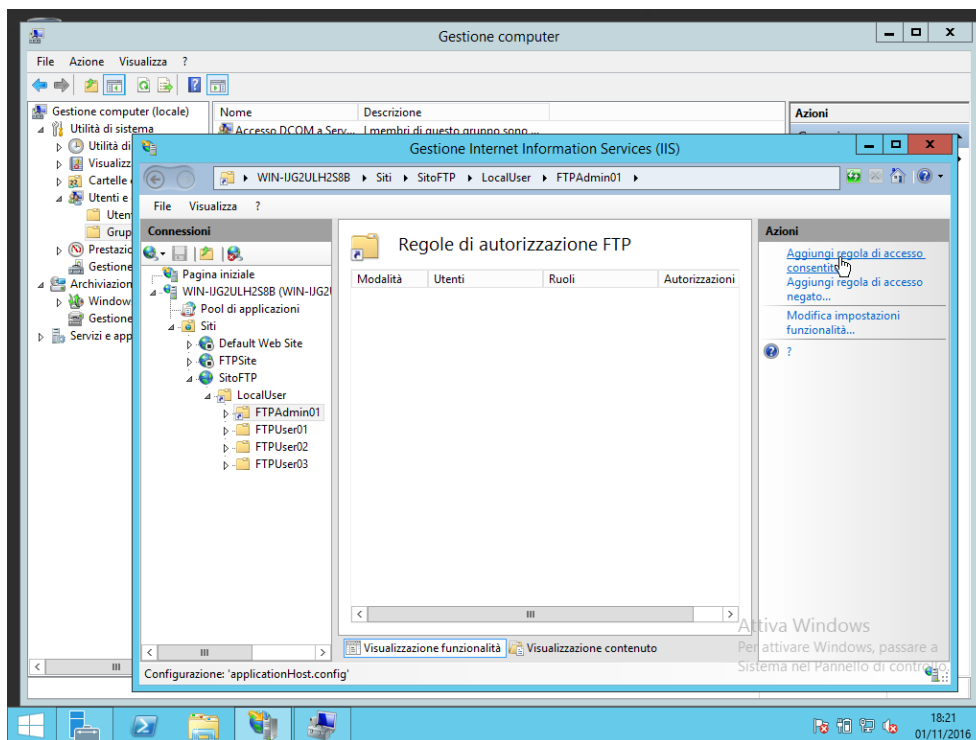 Gestione computer
File Azione Visualizza ?
Gestione computer (locale)
Utilità di sistema
Utilità di
Visualizz
Cartelle
Utenti e
Uten
Grup
Prestazio
Gestione
Archiviazion
Window
Gestione
Servizi e app
Nome Descrizione
Accesso DCOM a Serv... I membri di questo gruppo sono ...
Azioni
Gestione Internet Information Services (IIS)
WIN-IJG2ULH2S8B Siti SitoFTP LocalUser FTPAdmin01
File Visualizza ?
Connessioni
Pagina iniziale
WIN-IJG2ULH2S8B (WIN-IJG2U
Pool di applicazioni
Siti
Default Web Site
FTPSite
SitoFTP
LocalUser
FTPAdmin01
FTPUser01
FTPUser02
FTPUser03
Regole di autorizzazione FTP
Modalità Utenti Ruoli Autorizzazioni
Visualizzazione funzionalità Visualizzazione contenuto
Azioni
Aggiungi regola di accesso
Aggiungi regola di accesso
negato...
Modifica impostazioni
funzionalità...
?
Configurazione: 'applicationHost.config'
Attiva Windows
Per attivare Windows, passare a
Sistema nel Pannello di controllo.
18:21
01/11/2016